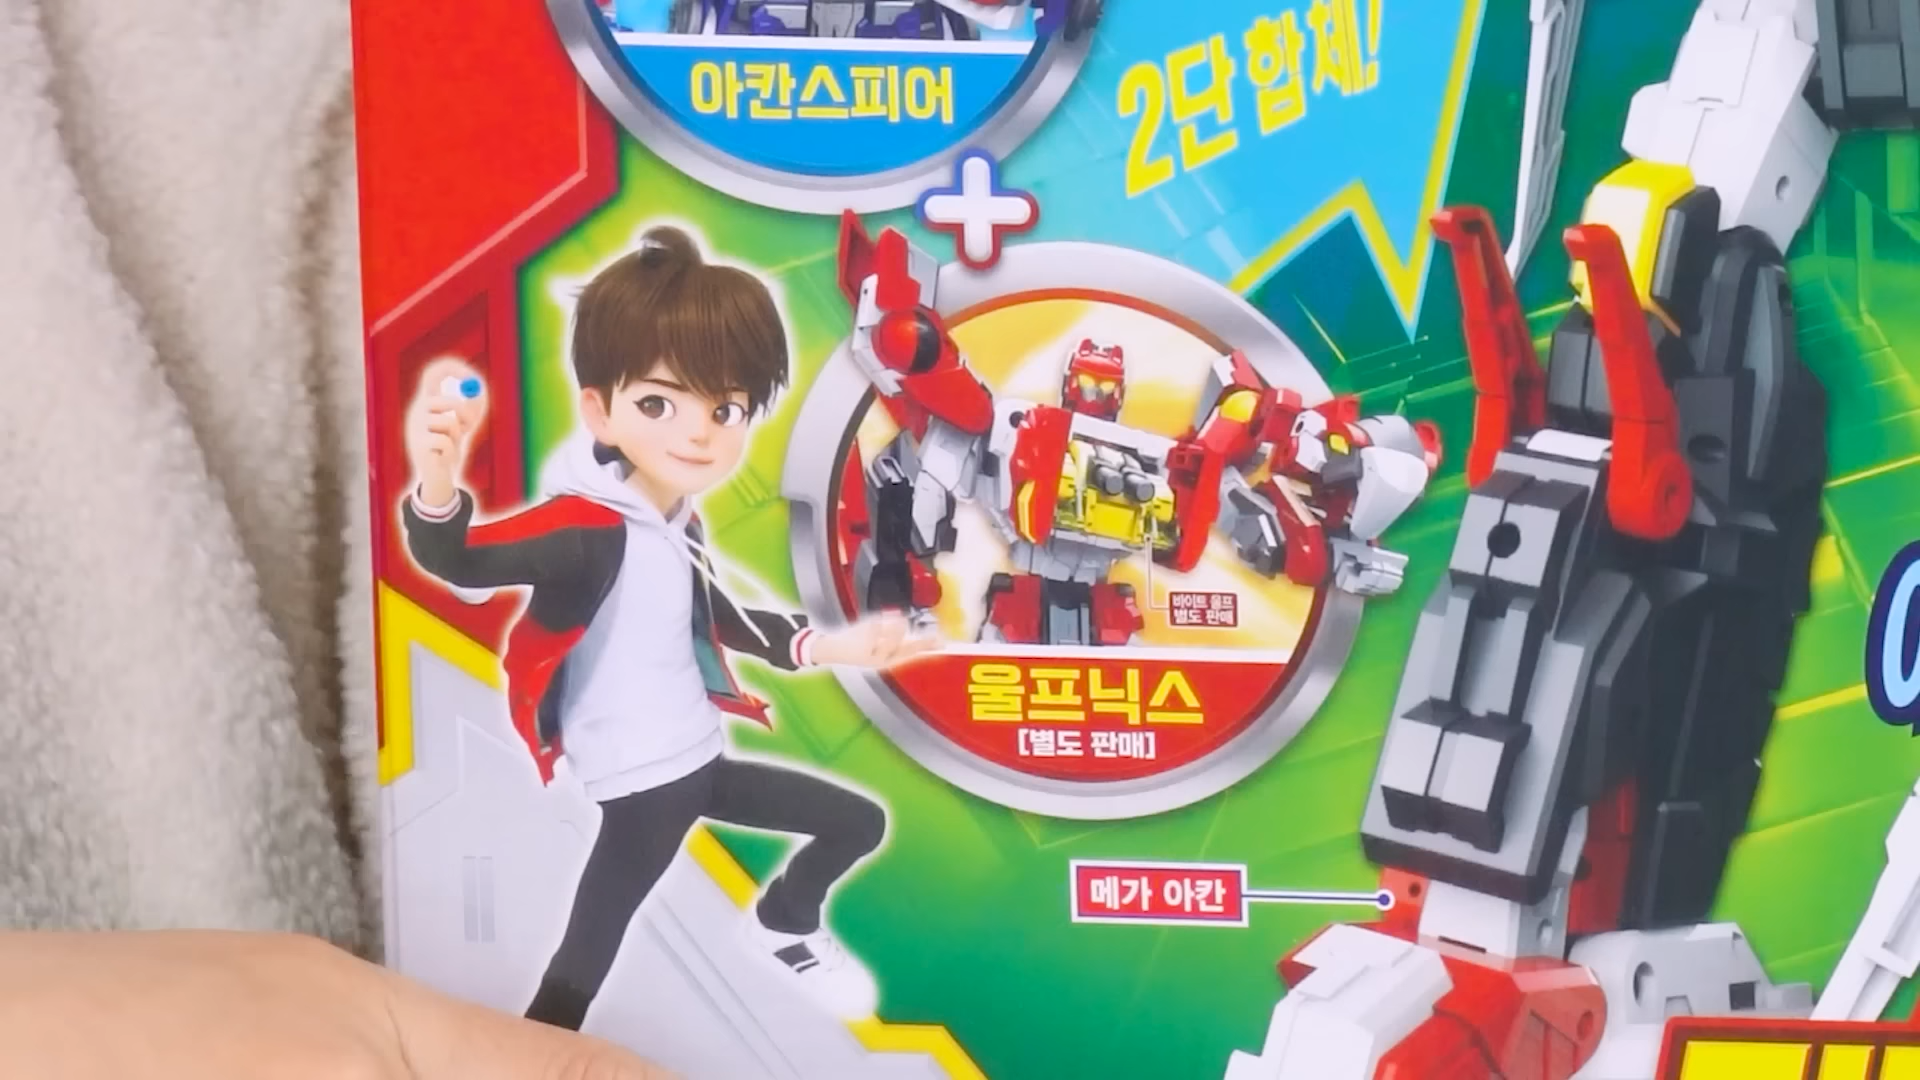 아칸스피어
2단 합체!
바이트 울프
별도 판매
울프닉스
[별도 판매]
메가 아칸